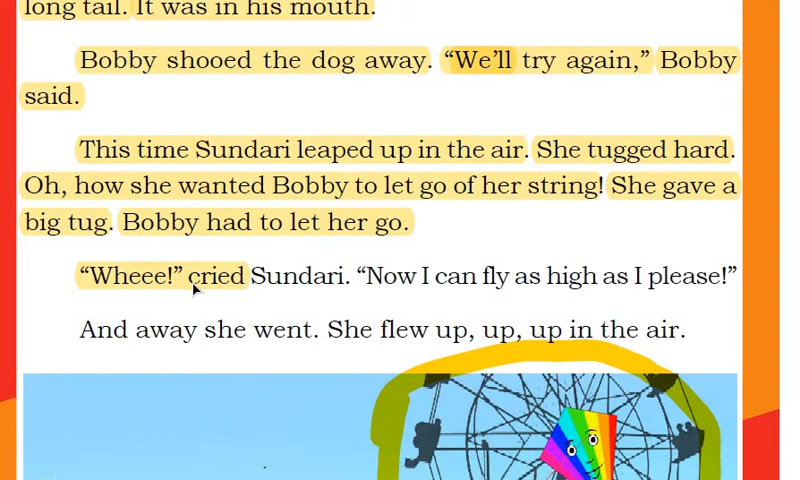 long tail. It was in his mouth.
Bobby shooed the dog away. “We’ll try again,” Bobby
said.
This time Sundari leaped up in the air. She tugged hard.
Oh, how she wanted Bobby to let go of her string! She gave a
big tug. Bobby had to let her go.
“Wheee!” cried Sundari. “Now I can fly as high as I please!”
And away she went. She flew up, up, up in the air.